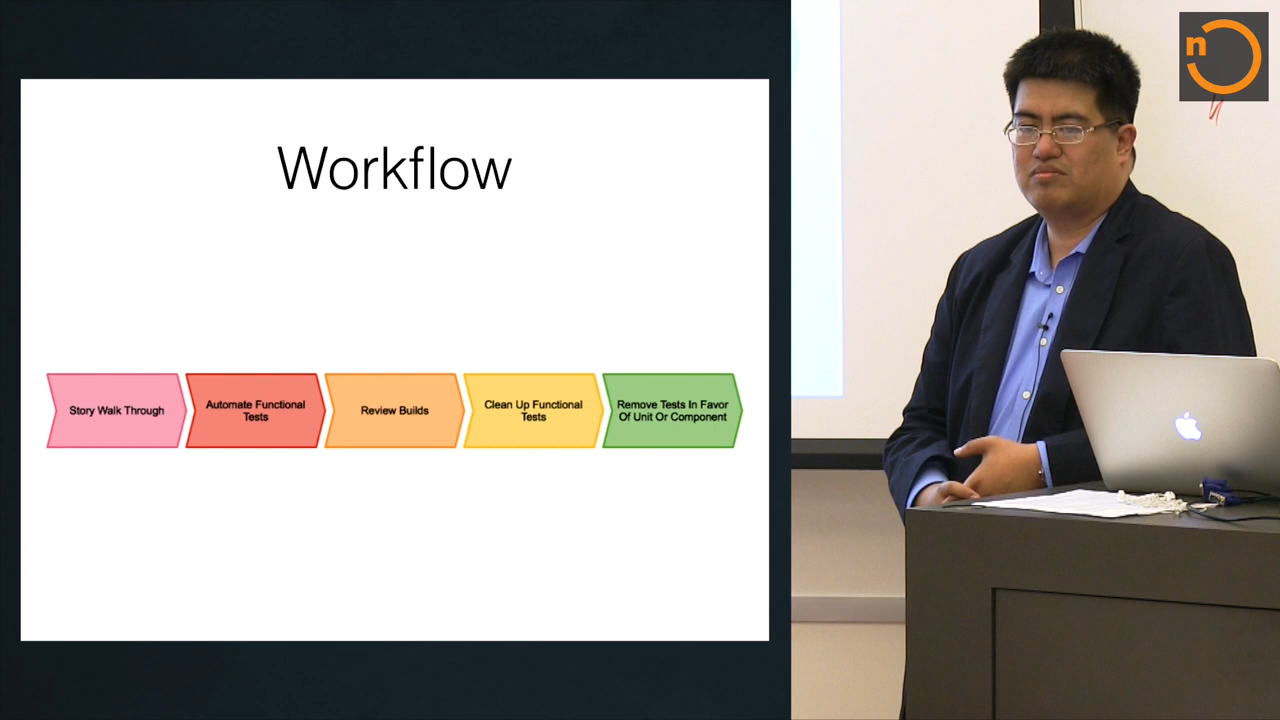 Workflow
Story Walk Through
Automate Functional
Tests
Review Builds
Clean Up Functional
Tests
Remove Tests In Favor
Of Unit Or Component
n